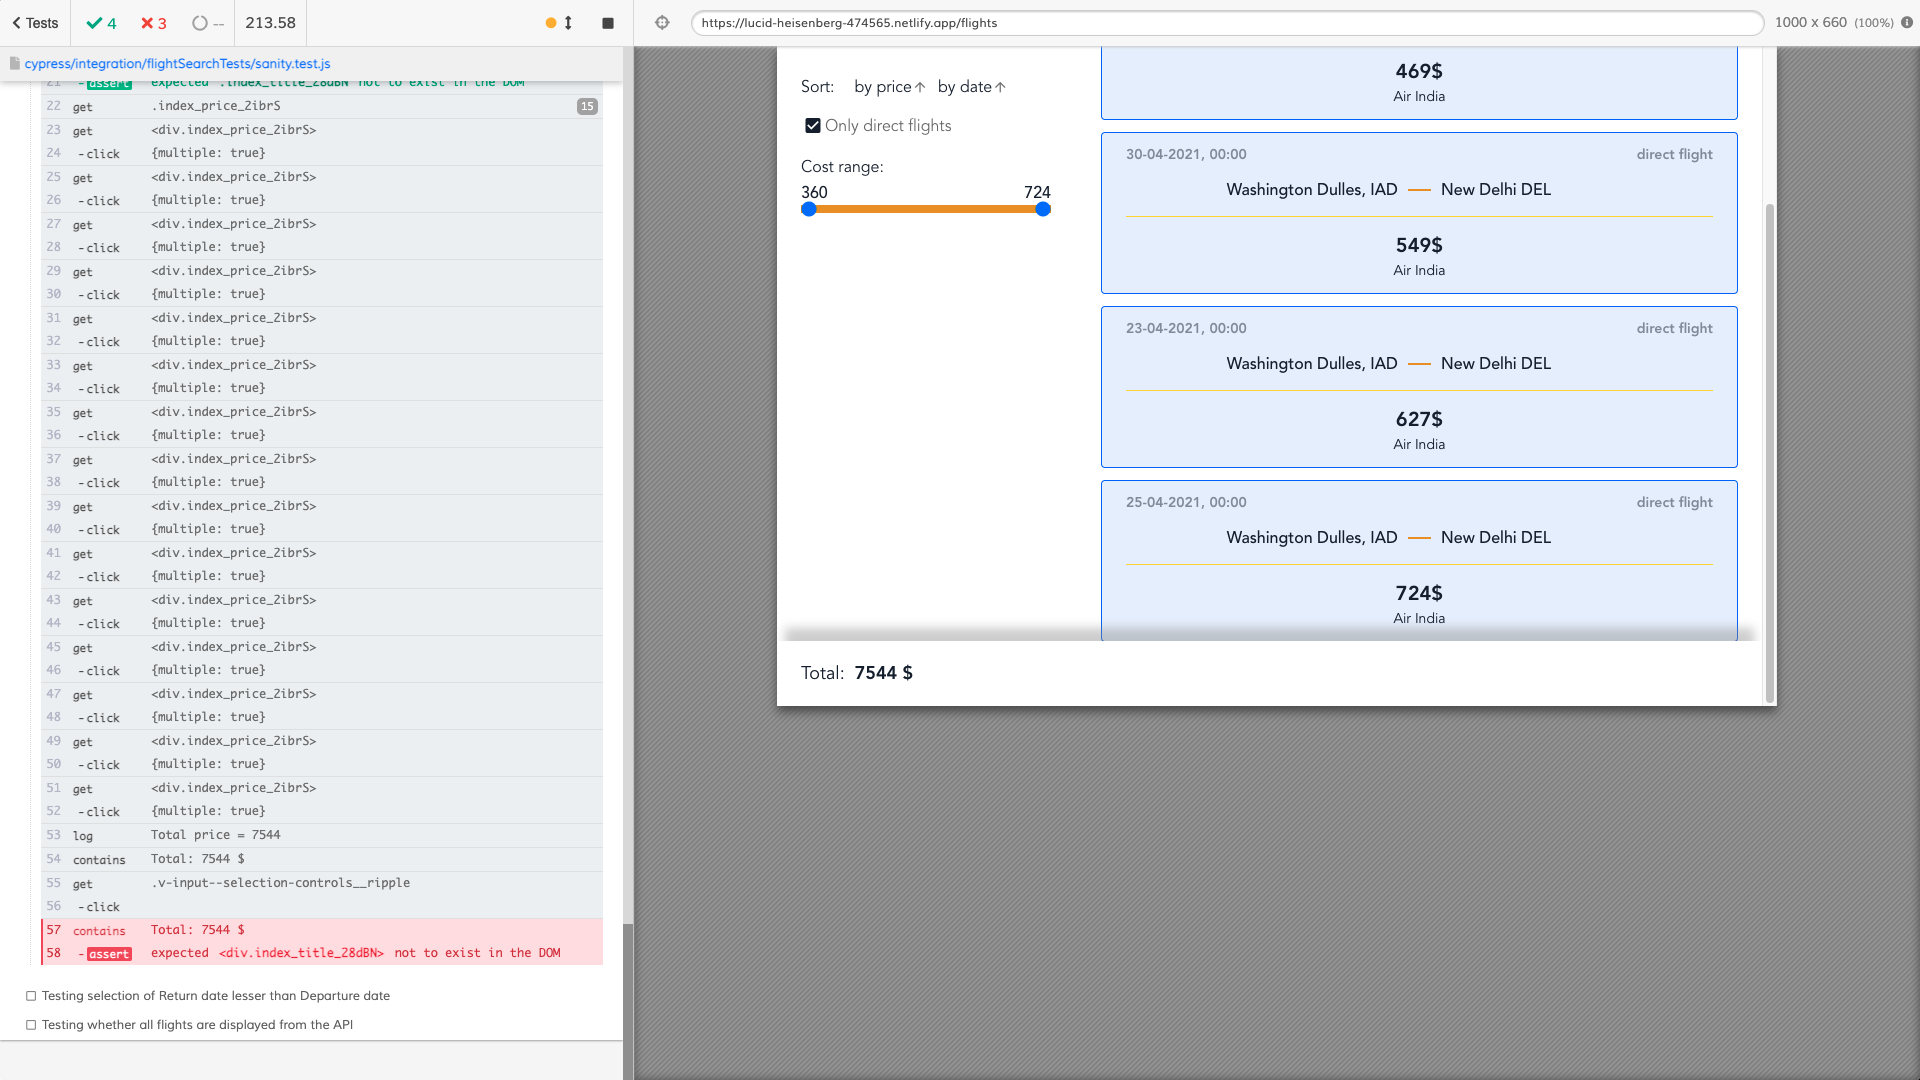 Tests
4
3
--
213.58
cypress/integration/flightSearchTests/sanity.test.js
21 - assert expected .index_title_28dBN not to exist in the DOM
22 get .index_price_2ibrS 15
23 get <div.index_price_2ibrS>
24 - click {multiple: true}
25 get <div.index_price_2ibrS>
26 - click {multiple: true}
27 get <div.index_price_2ibrS>
28 - click {multiple: true}
29 get <div.index_price_2ibrS>
30 - click {multiple: true}
31 get <div.index_price_2ibrS>
32 - click {multiple: true}
33 get <div.index_price_2ibrS>
34 - click {multiple: true}
35 get <div.index_price_2ibrS>
36 - click {multiple: true}
37 get <div.index_price_2ibrS>
38 - click {multiple: true}
39 get <div.index_price_2ibrS>
40 - click {multiple: true}
41 get <div.index_price_2ibrS>
42 - click {multiple: true}
43 get <div.index_price_2ibrS>
44 - click {multiple: true}
45 get <div.index_price_2ibrS>
46 - click {multiple: true}
47 get <div.index_price_2ibrS>
48 - click {multiple: true}
49 get <div.index_price_2ibrS>
50 - click {multiple: true}
51 get <div.index_price_2ibrS>
52 - click {multiple: true}
53 log Total price = 7544
54 contains Total: 7544 $
55 get .v-input--selection-controls__ripple
56 - click
57 contains Total: 7544 $
58 - assert expected <div.index_title_28dBN> not to exist in the DOM
Testing selection of Return date lesser than Departure date
Testing whether all flights are displayed from the API
https://lucid-heisenberg-474565.netlify.app/flights
1000 x 660 (100%)
Sort: by price↑ by date↑
Only direct flights
Cost range:
360 724
469$
Air India
30-04-2021, 00:00 direct flight
Washington Dulles, IAD — New Delhi DEL
549$
Air India
23-04-2021, 00:00 direct flight
Washington Dulles, IAD — New Delhi DEL
627$
Air India
25-04-2021, 00:00 direct flight
Washington Dulles, IAD — New Delhi DEL
724$
Air India
Total: 7544 $